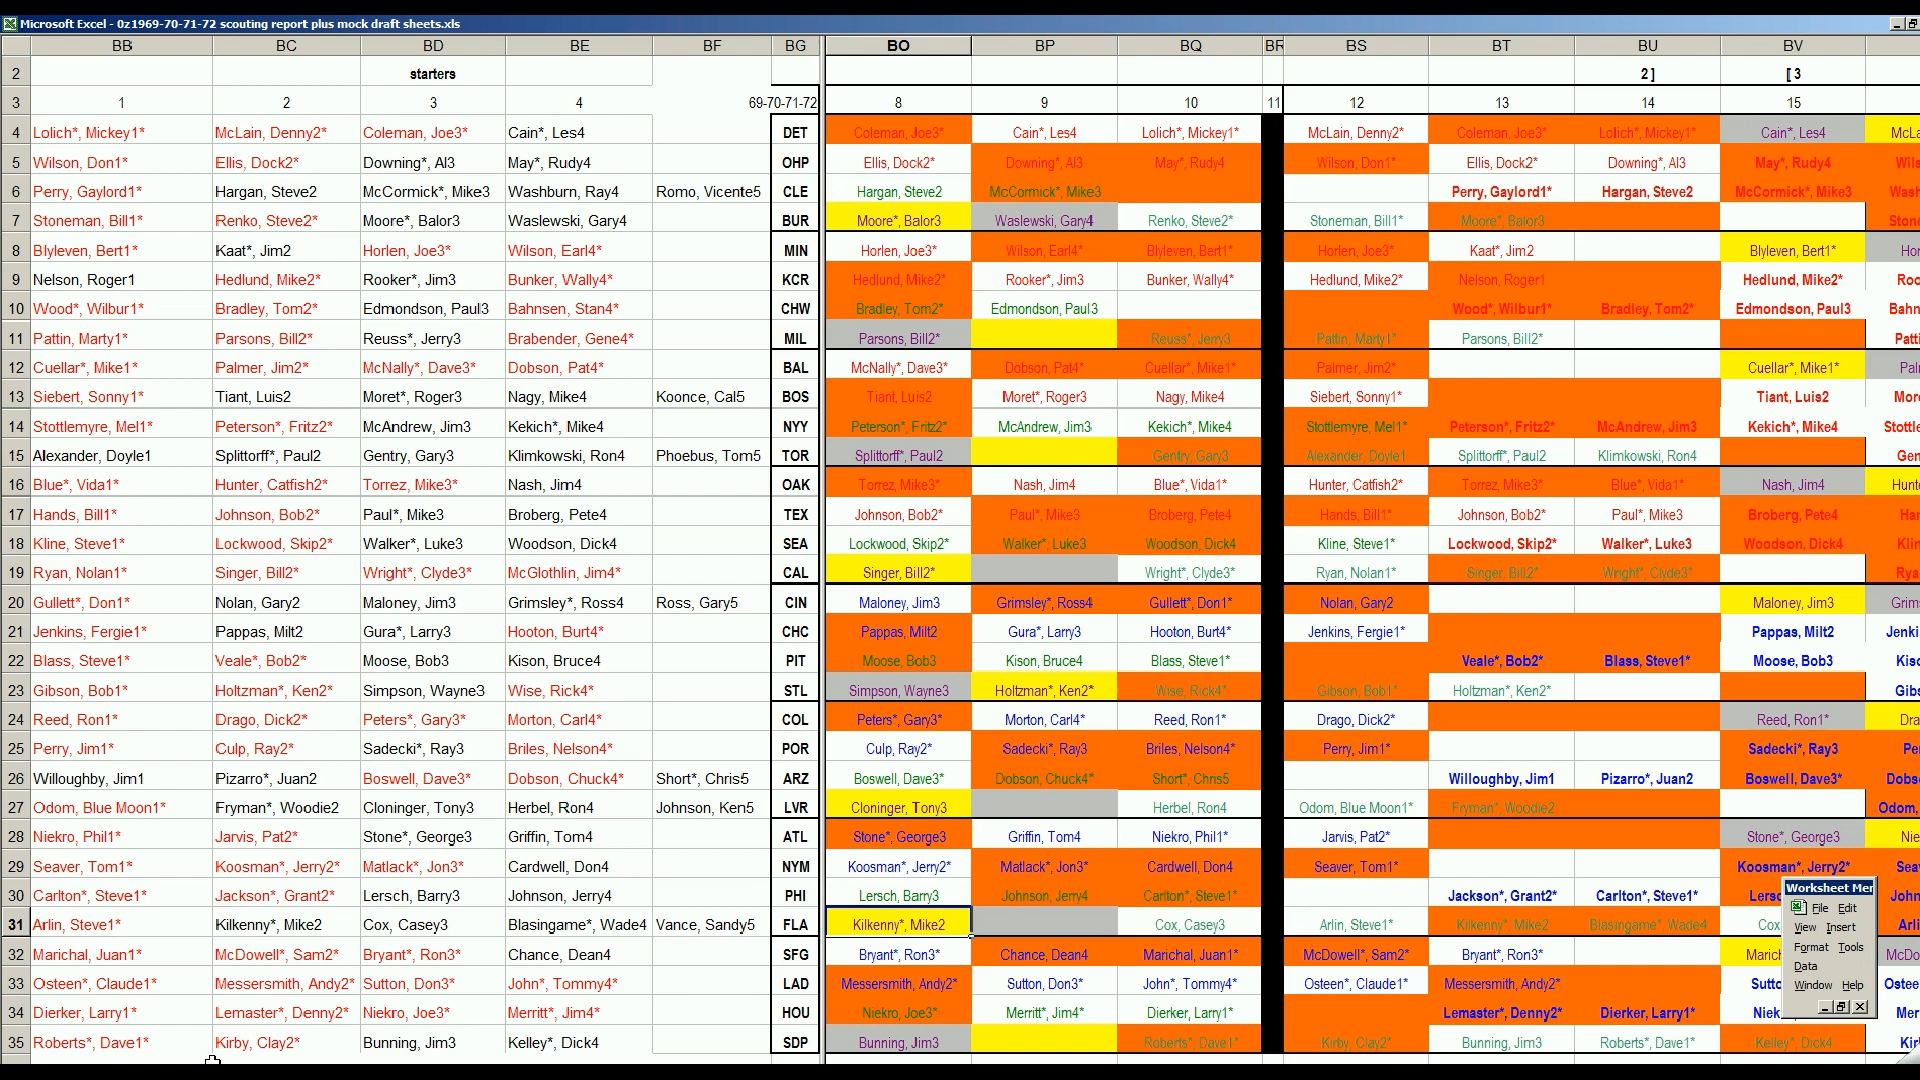 Microsoft Excel - 0z1969-70-71-72 scouting report plus mock draft sheets.xls
BB BC BD BE BF BG BO BP BQ BR BS BT BU BV
2 starters 2 ] [ 3
3 1 2 3 4 69-70-71-72 8 9 10 11 12 13 14 15
4 Lolich*, Mickey1* McLain, Denny2* Coleman, Joe3* Cain*, Les4 DET Coleman, Joe3* Cain*, Les4 Lolich*, Mickey1* McLain, Denny2* Coleman, Joe3* Lolich*, Mickey1* Cain*, Les4 McLa
5 Wilson, Don1* Ellis, Dock2* Downing*, Al3 May*, Rudy4 OHP Ellis, Dock2* Downing*, Al3 May*, Rudy4 Wilson, Don1* Ellis, Dock2* Downing*, Al3 May*, Rudy4 Wils
6 Perry, Gaylord1* Hargan, Steve2 McCormick*, Mike3 Washburn, Ray4 Romo, Vicente5 CLE Hargan, Steve2 McCormick*, Mike3 Perry, Gaylord1* Hargan, Steve2 McCormick*, Mike3 Wash
7 Stoneman, Bill1* Renko, Steve2* Moore*, Balor3 Waslewski, Gary4 BUR Moore*, Balor3 Waslewski, Gary4 Renko, Steve2* Stoneman, Bill1* Moore*, Balor3 Stone
8 Blyleven, Bert1* Kaat*, Jim2 Horlen, Joe3* Wilson, Earl4* MIN Horlen, Joe3* Wilson, Earl4* Blyleven, Bert1* Horlen, Joe3* Kaat*, Jim2 Blyleven, Bert1* Hor
9 Nelson, Roger1 Hedlund, Mike2* Rooker*, Jim3 Bunker, Wally4* KCR Hedlund, Mike2* Rooker*, Jim3 Bunker, Wally4* Hedlund, Mike2* Nelson, Roger1 Hedlund, Mike2* Roo
10 Wood*, Wilbur1* Bradley, Tom2* Edmondson, Paul3 Bahnsen, Stan4* CHW Bradley, Tom2* Edmondson, Paul3 Wood*, Wilbur1* Bradley, Tom2* Edmondson, Paul3 Bahn
11 Pattin, Marty1* Parsons, Bill2* Reuss*, Jerry3 Brabender, Gene4* MIL Parsons, Bill2* Reuss*, Jerry3 Pattin, Marty1* Parsons, Bill2* Patti
12 Cuellar*, Mike1* Palmer, Jim2* McNally*, Dave3* Dobson, Pat4* BAL McNally*, Dave3* Dobson, Pat4* Cuellar*, Mike1* Palmer, Jim2* Cuellar*, Mike1* Pal
13 Siebert, Sonny1* Tiant, Luis2 Moret*, Roger3 Nagy, Mike4 Koonce, Cal5 BOS Tiant, Luis2 Moret*, Roger3 Nagy, Mike4 Siebert, Sonny1* Tiant, Luis2 More
14 Stottlemyre, Mel1* Peterson*, Fritz2* McAndrew, Jim3 Kekich*, Mike4 NYY Peterson*, Fritz2* McAndrew, Jim3 Kekich*, Mike4 Stottlemyre, Mel1* Peterson*, Fritz2* McAndrew, Jim3 Kekich*, Mike4 Stottle
15 Alexander, Doyle1 Splittorff*, Paul2 Gentry, Gary3 Klimkowski, Ron4 Phoebus, Tom5 TOR Splittorff*, Paul2 Gentry, Gary3 Alexander, Doyle1 Splittorff*, Paul2 Klimkowski, Ron4 Gen
16 Blue*, Vida1* Hunter, Catfish2* Torrez, Mike3* Nash, Jim4 OAK Torrez, Mike3* Nash, Jim4 Blue*, Vida1* Hunter, Catfish2* Torrez, Mike3* Blue*, Vida1* Nash, Jim4 Hunte
17 Hands, Bill1* Johnson, Bob2* Paul*, Mike3 Broberg, Pete4 TEX Johnson, Bob2* Paul*, Mike3 Broberg, Pete4 Hands, Bill1* Johnson, Bob2* Paul*, Mike3 Broberg, Pete4 Har
18 Kline, Steve1* Lockwood, Skip2* Walker*, Luke3 Woodson, Dick4 SEA Lockwood, Skip2* Walker*, Luke3 Woodson, Dick4 Kline, Steve1* Lockwood, Skip2* Walker*, Luke3 Woodson, Dick4 Klin
19 Ryan, Nolan1* Singer, Bill2* Wright*, Clyde3* McGlothlin, Jim4* CAL Singer, Bill2* Wright*, Clyde3* Ryan, Nolan1* Singer, Bill2* Wright*, Clyde3* Rya
20 Gullett*, Don1* Nolan, Gary2 Maloney, Jim3 Grimsley*, Ross4 Ross, Gary5 CIN Maloney, Jim3 Grimsley*, Ross4 Gullett*, Don1* Nolan, Gary2 Maloney, Jim3 Grims
21 Jenkins, Fergie1* Pappas, Milt2 Gura*, Larry3 Hooton, Burt4* CHC Pappas, Milt2 Gura*, Larry3 Hooton, Burt4* Jenkins, Fergie1* Pappas, Milt2 Jenki
22 Blass, Steve1* Veale*, Bob2* Moose, Bob3 Kison, Bruce4 PIT Moose, Bob3 Kison, Bruce4 Blass, Steve1* Veale*, Bob2* Blass, Steve1* Moose, Bob3 Kisc
23 Gibson, Bob1* Holtzman*, Ken2* Simpson, Wayne3 Wise, Rick4* STL Simpson, Wayne3 Holtzman*, Ken2* Wise, Rick4* Gibson, Bob1* Holtzman*, Ken2* Gibs
24 Reed, Ron1* Drago, Dick2* Peters*, Gary3* Morton, Carl4* COL Peters*, Gary3* Morton, Carl4* Reed, Ron1* Drago, Dick2* Reed, Ron1* Dra
25 Perry, Jim1* Culp, Ray2* Sadecki*, Ray3 Briles, Nelson4* POR Culp, Ray2* Sadecki*, Ray3 Briles, Nelson4* Perry, Jim1* Sadecki*, Ray3 Pe
26 Willoughby, Jim1 Pizarro*, Juan2 Boswell, Dave3* Dobson, Chuck4* Short*, Chris5 ARZ Boswell, Dave3* Dobson, Chuck4* Short*, Chris5 Willoughby, Jim1 Pizarro*, Juan2 Boswell, Dave3* Dobs
27 Odom, Blue Moon1* Fryman*, Woodie2 Cloninger, Tony3 Herbel, Ron4 Johnson, Ken5 LVR Cloninger, Tony3 Herbel, Ron4 Odom, Blue Moon1* Fryman*, Woodie2 Odom,
28 Niekro, Phil1* Jarvis, Pat2* Stone*, George3 Griffin, Tom4 ATL Stone*, George3 Griffin, Tom4 Niekro, Phil1* Jarvis, Pat2* Stone*, George3 Nie
29 Seaver, Tom1* Koosman*, Jerry2* Matlack*, Jon3* Cardwell, Don4 NYM Koosman*, Jerry2* Matlack*, Jon3* Cardwell, Don4 Seaver, Tom1* Koosman*, Jerry2* Sea
30 Carlton*, Steve1* Jackson*, Grant2* Lersch, Barry3 Johnson, Jerry4 PHI Lersch, Barry3 Johnson, Jerry4 Carlton*, Steve1* Jackson*, Grant2* Carlton*, Steve1* Lersc John
31 Arlin, Steve1* Kilkenny*, Mike2 Cox, Casey3 Blasingame*, Wade4 Vance, Sandy5 FLA Kilkenny*, Mike2 Cox, Casey3 Arlin, Steve1* Kilkenny*, Mike2 Blasingame*, Wade4 Cox Arli
32 Marichal, Juan1* McDowell*, Sam2* Bryant*, Ron3* Chance, Dean4 SFG Bryant*, Ron3* Chance, Dean4 Marichal, Juan1* McDowell*, Sam2* Bryant*, Ron3* Marich McDo
33 Osteen*, Claude1* Messersmith, Andy2* Sutton, Don3* John*, Tommy4* LAD Messersmith, Andy2* Sutton, Don3* John*, Tommy4* Osteen*, Claude1* Messersmith, Andy2* Sutto Ostee
34 Dierker, Larry1* Lemaster*, Denny2* Niekro, Joe3* Merritt*, Jim4* HOU Niekro, Joe3* Merritt*, Jim4* Dierker, Larry1* Lemaster*, Denny2* Dierker, Larry1* Niek Mer
35 Roberts*, Dave1* Kirby, Clay2* Bunning, Jim3 Kelley*, Dick4 SDP Bunning, Jim3 Roberts*, Dave1* Kirby, Clay2* Bunning, Jim3 Roberts*, Dave1* Kelley*, Dick4 Kir
Worksheet Mer
File Edit
View Insert
Format Tools
Data
Window Help